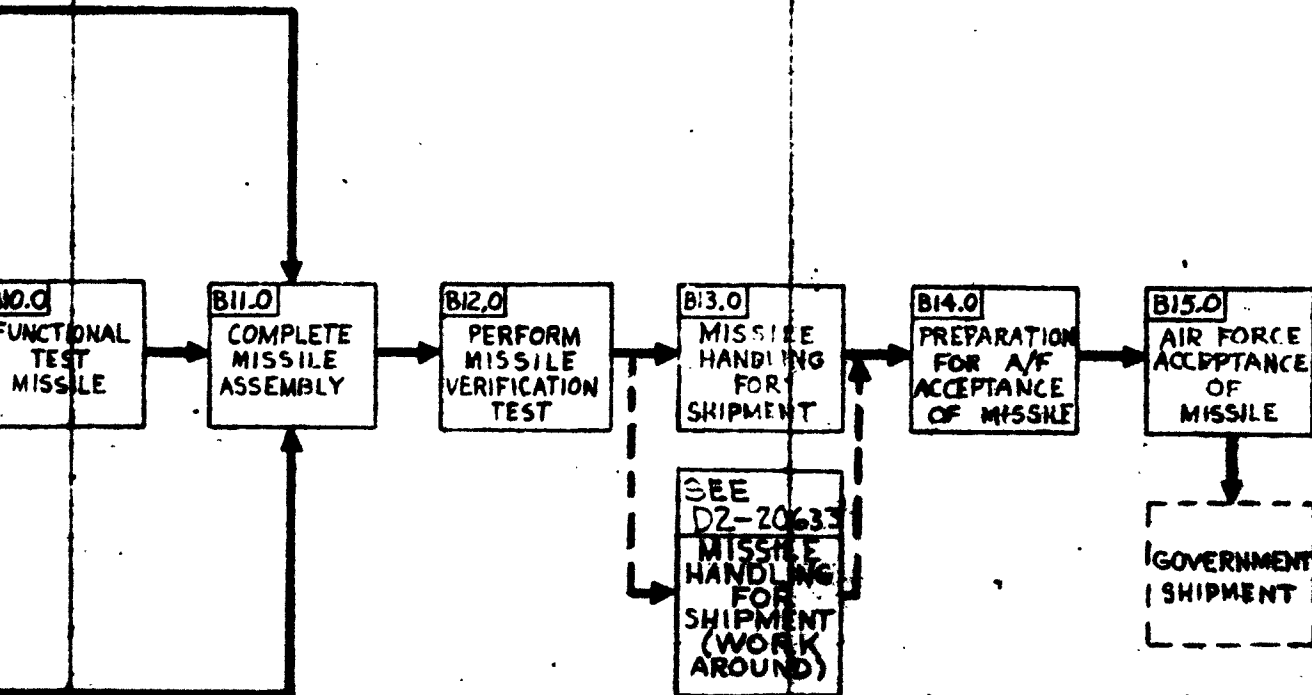 B10.0
FUNCTIONAL
TEST
MISSILE
B11.0
COMPLETE
MISSILE
ASSEMBLY
B12.0
PERFORM
MISSILE
VERIFICATION
TEST
B13.0
MISSILE
HANDLING
FOR
SHIPMENT
SEE
D2-20633
MISSILE
HANDLING
FOR
SHIPMENT
(WORK
AROUND)
B14.0
PREPARATION
FOR A/F
ACCEPTANCE
OF MISSILE
B15.0
AIR FORCE
ACCEPTANCE
OF
MISSILE
GOVERNMENT
SHIPMENT